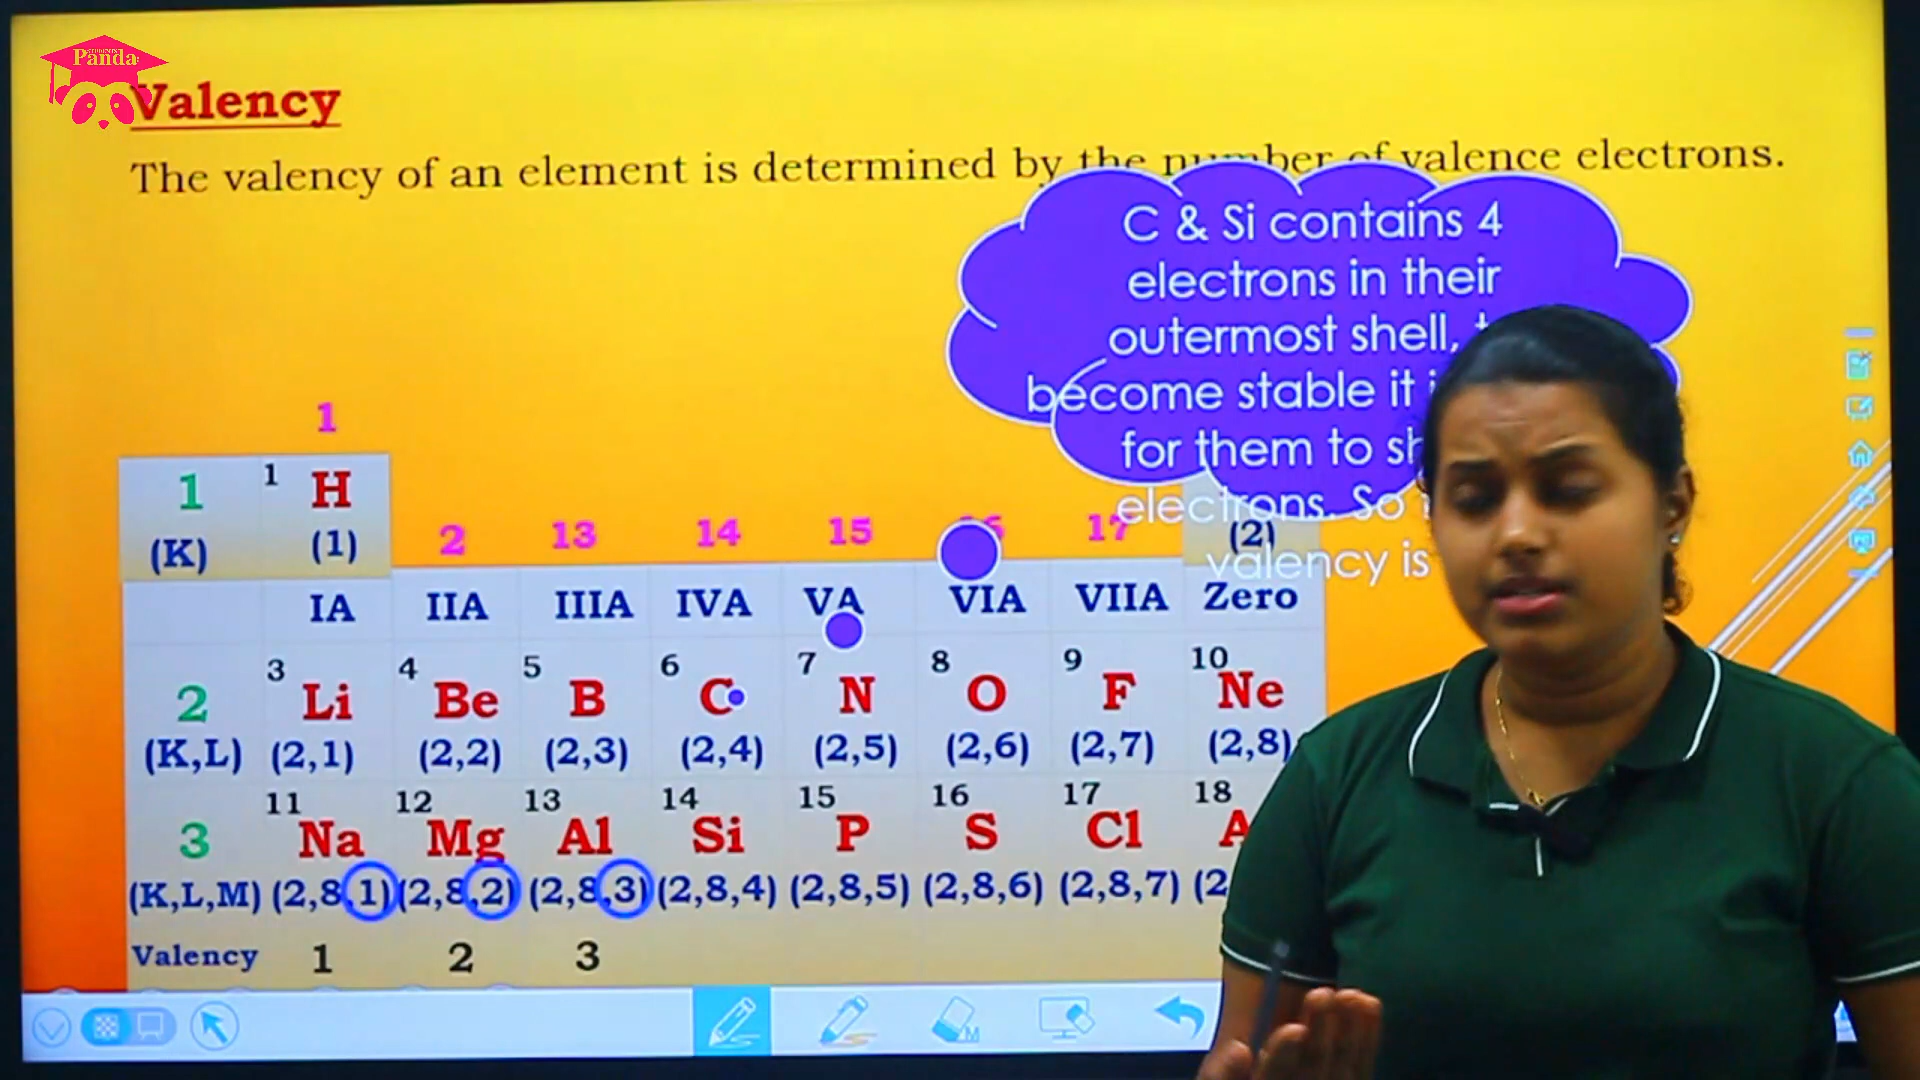 STUDENTS
Panda
Valency
The valency of an element is determined by the number of valence electrons.
C & Si contains 4
electrons in their
outermost shell,
become stable it
for them to
electrons. So
valency is
1
1 1 H
(K) (1) 2 13 14 15 16 17 (2)
IA IIA IIIA IVA VA VIA VIIA Zero
3 4 5 6 7 8 9 10
2 Li Be B C N O F Ne
(K,L) (2,1) (2,2) (2,3) (2,4) (2,5) (2,6) (2,7) (2,8)
11 12 13 14 15 16 17 18
3 Na Mg Al Si P S Cl
(K,L,M) (2,8,1) (2,8,2) (2,8,3) (2,8,4) (2,8,5) (2,8,6) (2,8,7) (2
Valency 1 2 3
M